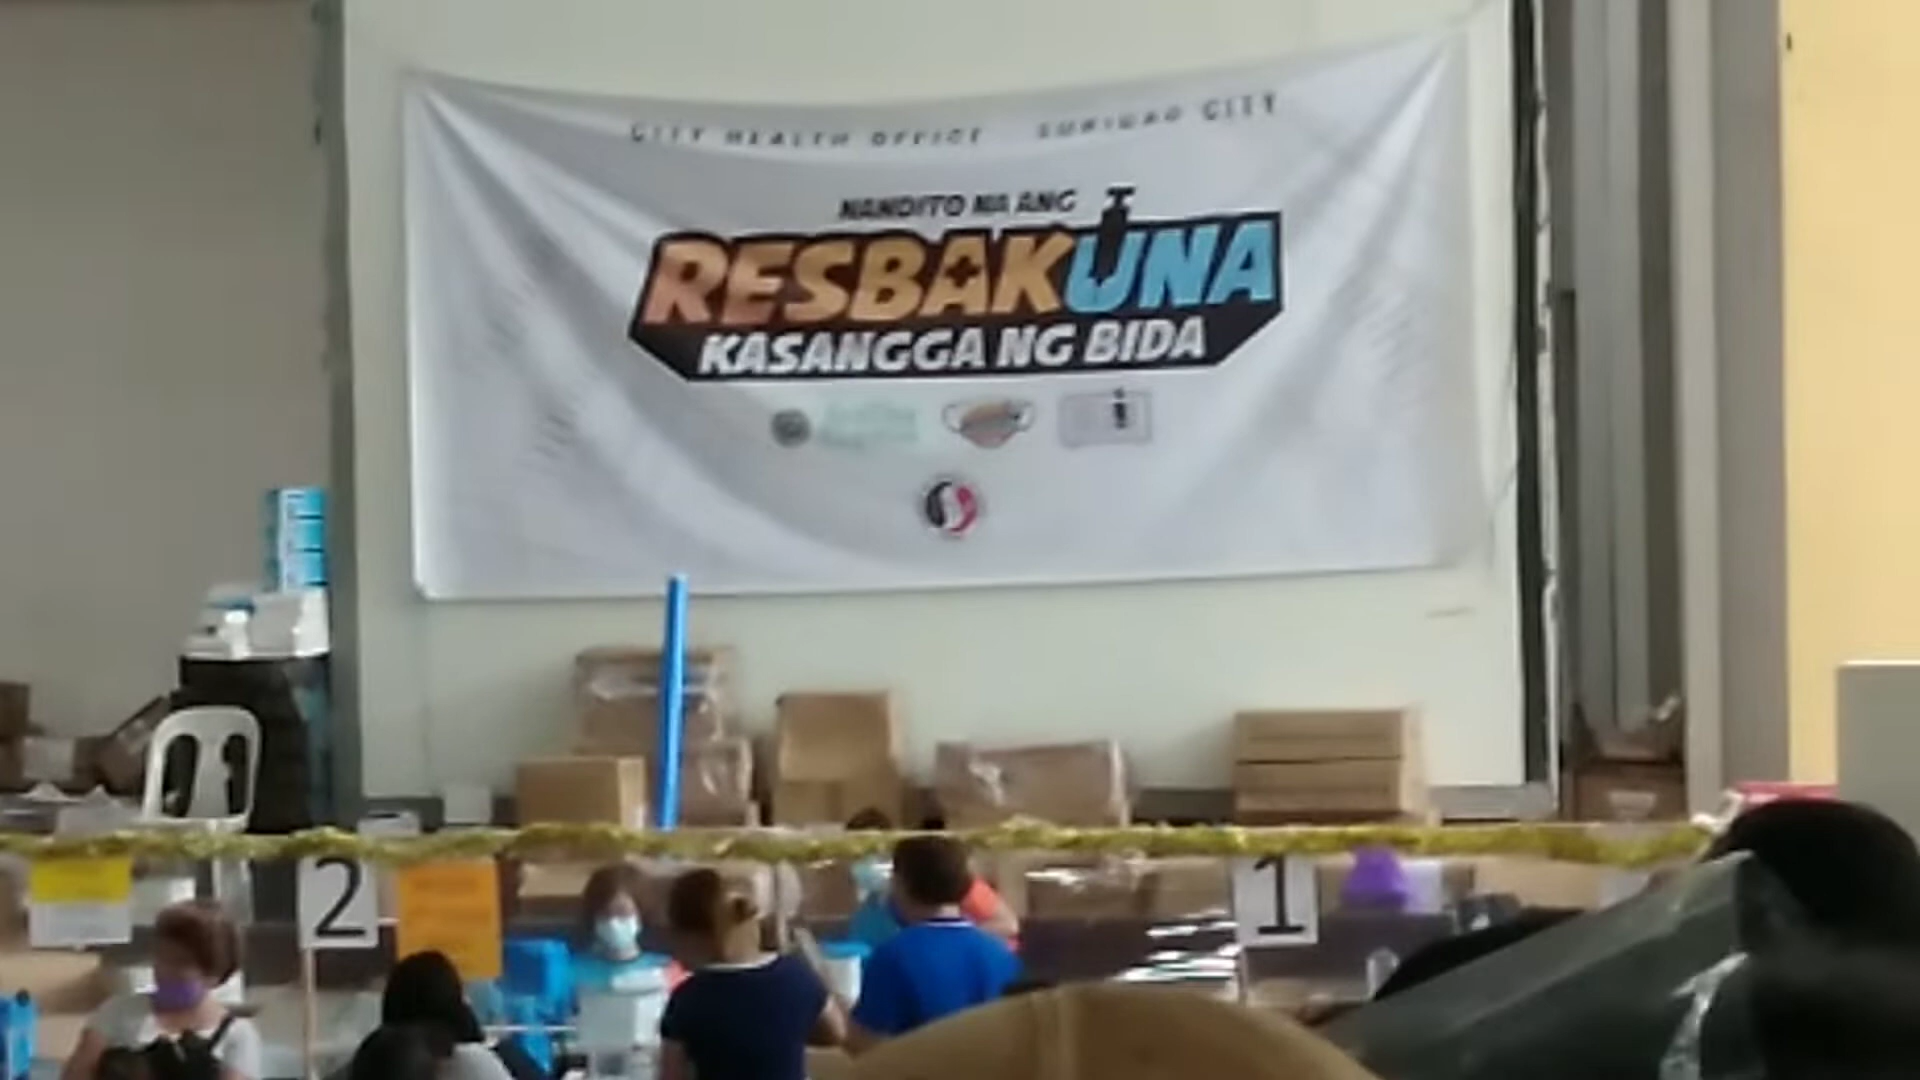 CITY HEALTH OFFICE SURIGAO CITY
NANDITO NA ANG
RESBAKUNA
KASANGGA NG BIDA
2
1